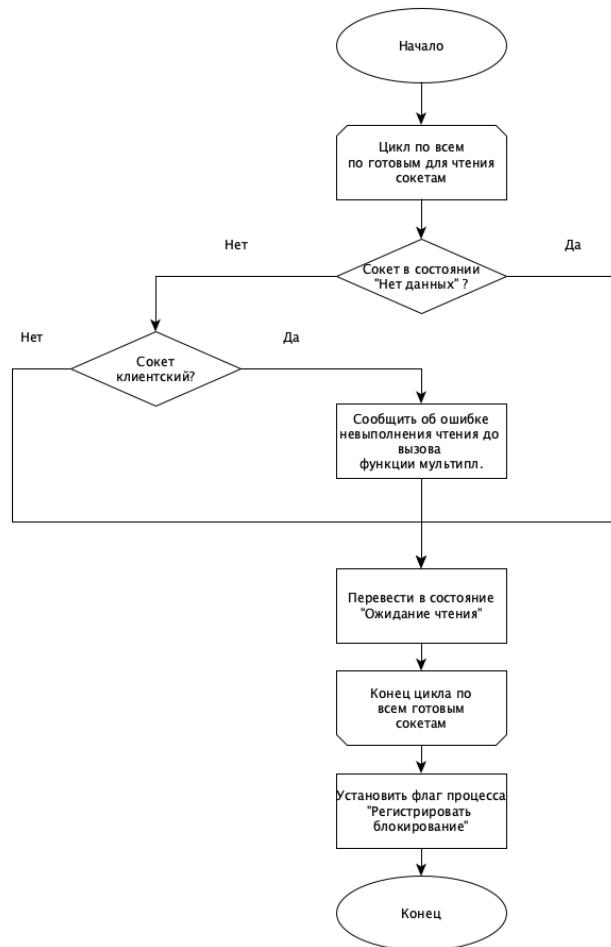 Начало
Цикл по всем
по готовым для чтения
сокетам
Нет
Да
Сокет в состоянии
"Нет данных" ?
Нет
Да
Сокет
клиентский?
Сообщить об ошибке
невыполнения чтения до
вызова
функции мультипл.
Перевести в состояние
"Ожидание чтения"
Конец цикла по
всем готовым
сокетам
Установить флаг процесса
"Регистрировать
блокирование"
Конец